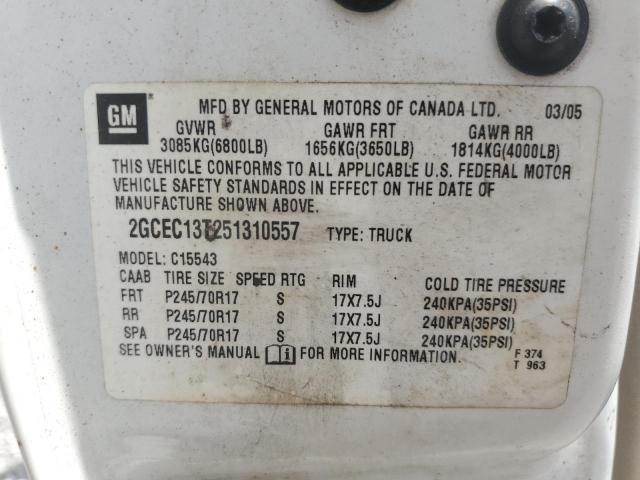 GM
MFD BY GENERAL MOTORS OF CANADA LTD. 03/05
GVWR GAWR FRT GAWR RR
3085KG(6800LB) 1656KG(3650LB) 1814KG(4000LB)
THIS VEHICLE CONFORMS TO ALL APPLICABLE U.S. FEDERAL MOTOR
VEHICLE SAFETY STANDARDS IN EFFECT ON THE DATE OF
MANUFACTURE SHOWN ABOVE.
2GCEC13T251310557 TYPE: TRUCK
MODEL: C15543
CAAB TIRE SIZE SPEED RTG RIM COLD TIRE PRESSURE
FRT P245/70R17 S 17X7.5J 240KPA(35PSI)
RR P245/70R17 S 17X7.5J 240KPA(35PSI)
SPA P245/70R17 S 17X7.5J 240KPA(35PSI)
SEE OWNER'S MANUAL FOR MORE INFORMATION. F 374
T 963